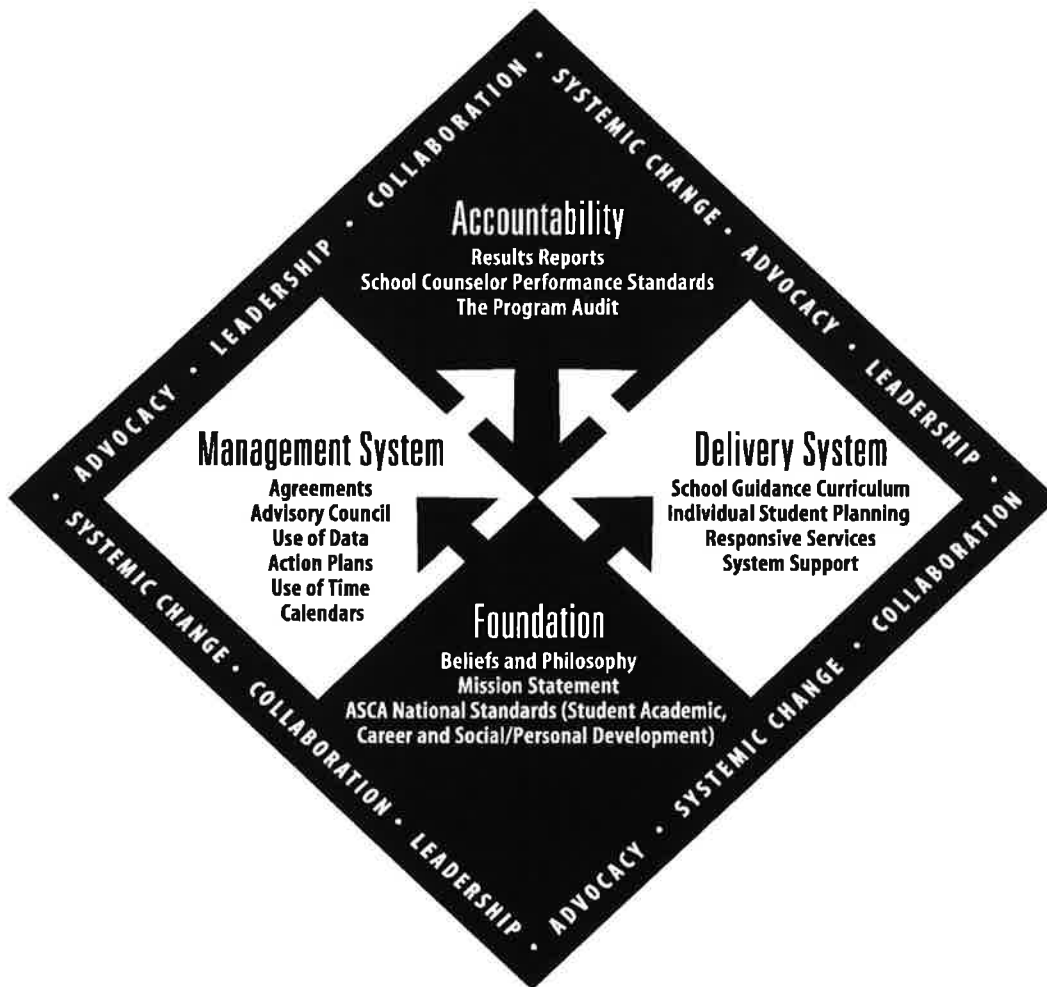 • ADVOCACY • LEADERSHIP • COLLABORATION •
SYSTEMIC CHANGE • ADVOCACY • LEADERSHIP •
Accountability
Results Reports
School Counselor Performance Standards
The Program Audit
Management System
Agreements
Advisory Council
Use of Data
Action Plans
Use of Time
Calendars
Delivery System
School Guidance Curriculum
Individual Student Planning
Responsive Services
System Support
Foundation
Beliefs and Philosophy
Mission Statement
ASCA National Standards (Student Academic,
Career and Social/Personal Development)
SYSTEMIC CHANGE • COLLABORATION • LEADERSHIP •
ADVOCACY • SYSTEMIC CHANGE • COLLABORATION